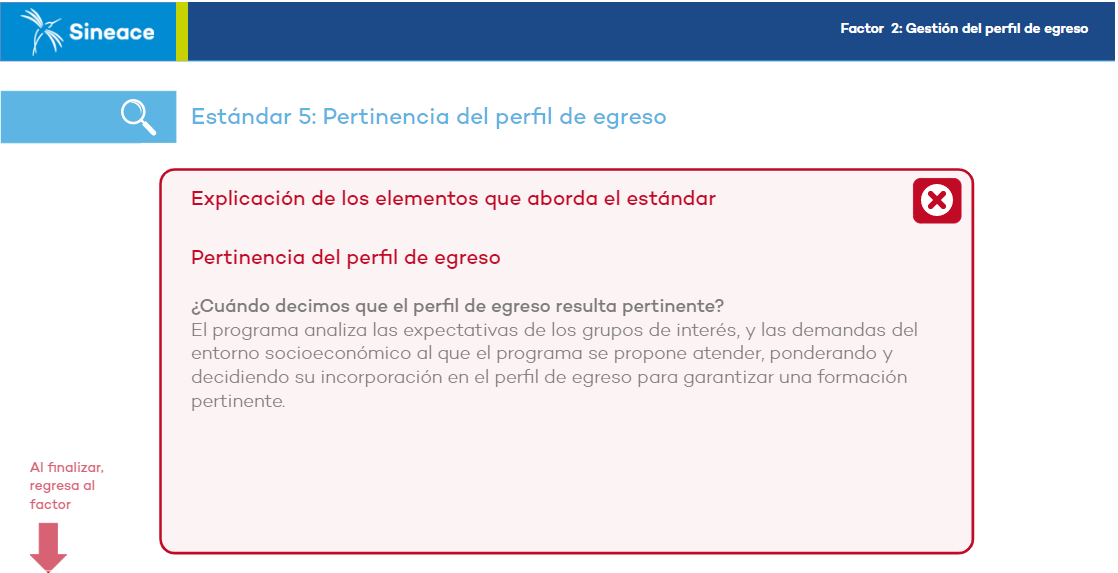 Sineace
Factor 2: Gestión del perfil de egreso
Estándar 5: Pertinencia del perfil de egreso
Explicación de los elementos que aborda el estándar
Pertinencia del perfil de egreso
¿Cuándo decimos que el perfil de egreso resulta pertinente?
El programa analiza las expectativas de los grupos de interés, y las demandas del
entorno socioeconómico al que el programa se propone atender, ponderando y
decidiendo su incorporación en el perfil de egreso para garantizar una formación
pertinente.
Al finalizar,
regresa al
factor